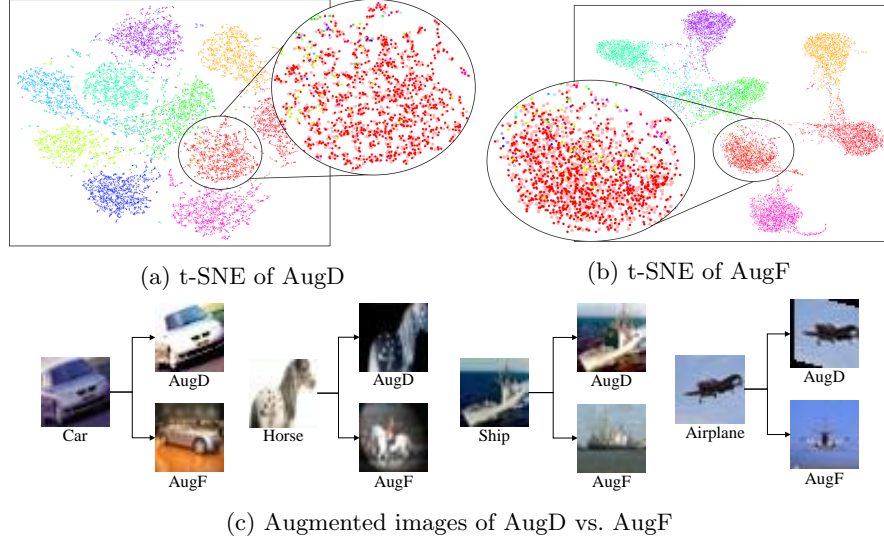 (a) t-SNE of AugD
(b) t-SNE of AugF
AugD
AugD
AugD
AugD
Car
Horse
Ship
Airplane
AugF
AugF
AugF
AugF
(c) Augmented images of AugD vs. AugF